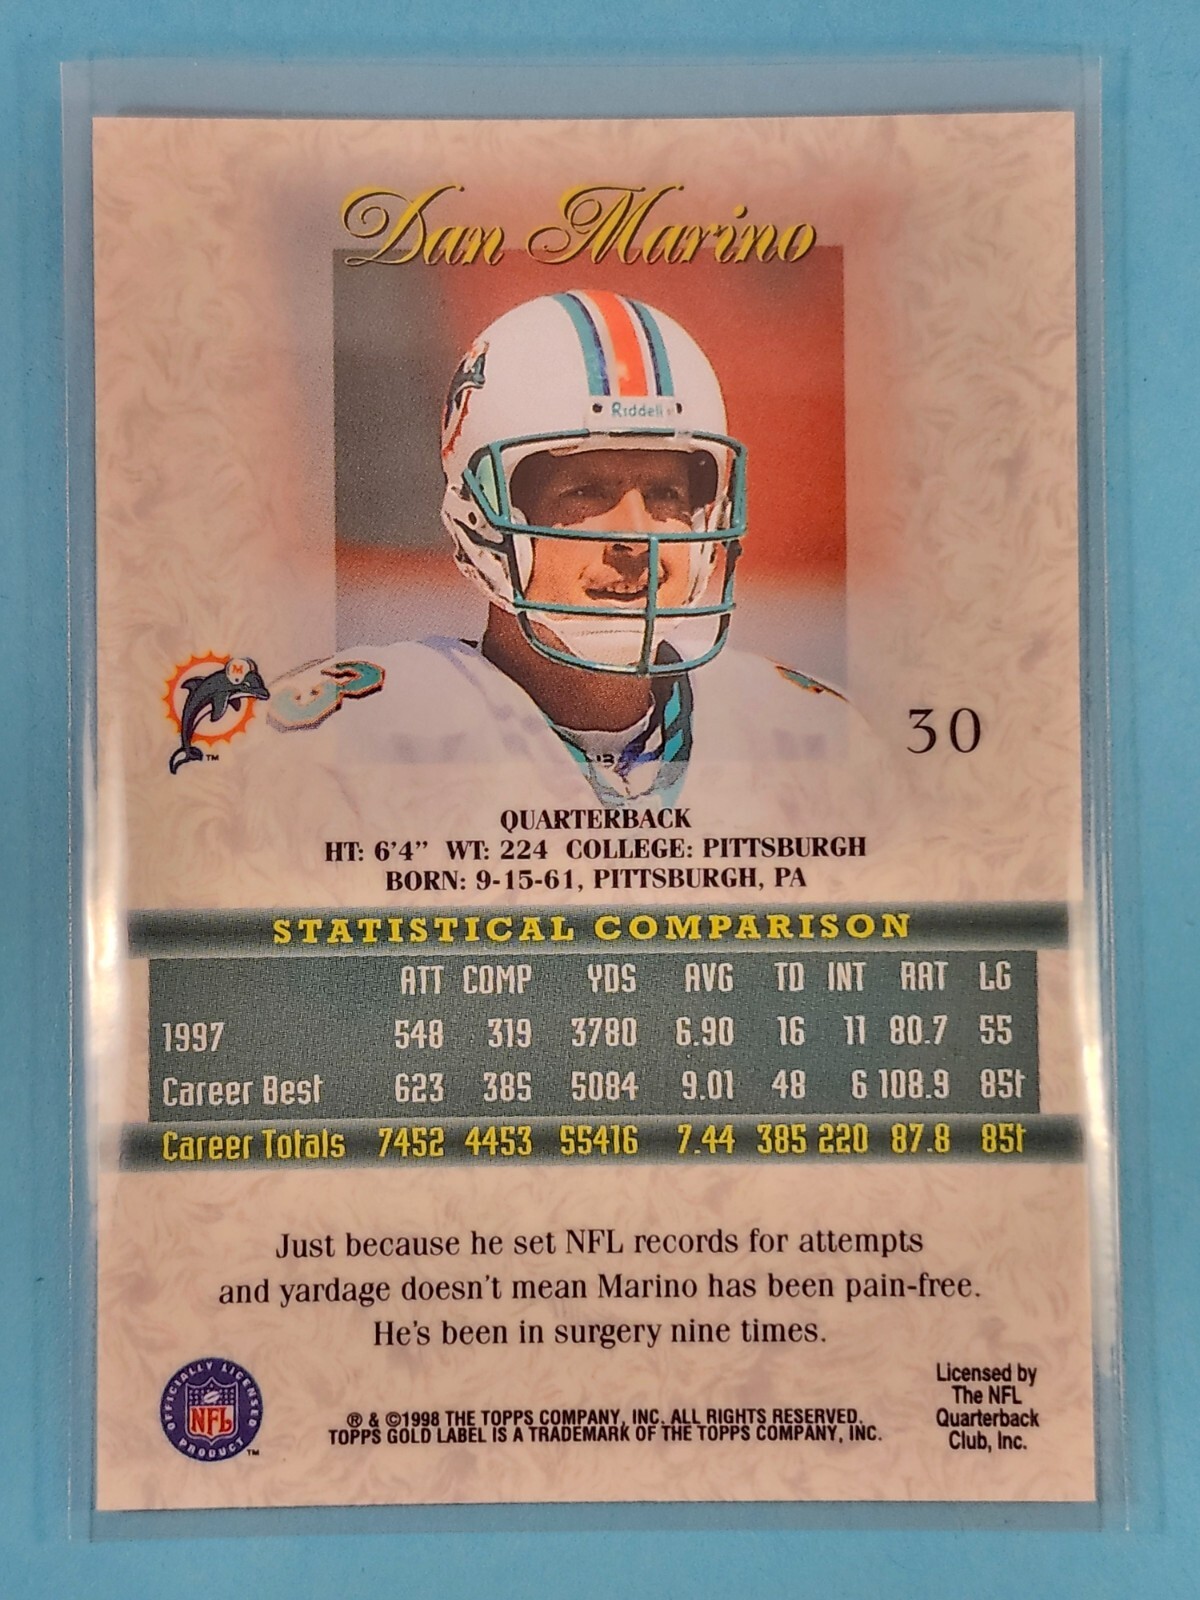 Dan Marino
Riddell
M
TM
30
QUARTERBACK
HT: 6'4" WT: 224 COLLEGE: PITTSBURGH
BORN: 9-15-61, PITTSBURGH, PA
STATISTICAL COMPARISON
ATT COMP YDS AVG TD INT RAT LG
1997 548 319 3780 6.90 16 11 80.7 55
Career Best 623 385 5084 9.01 48 6 108.9 85t
Career Totals 7452 4453 55416 7.44 385 220 87.8 85t
Just because he set NFL records for attempts
and yardage doesn't mean Marino has been pain-free.
He's been in surgery nine times.
OFFICIALLY LICENSED
NFL
PRODUCT
TM
® & ©1998 THE TOPPS COMPANY, INC. ALL RIGHTS RESERVED.
TOPPS GOLD LABEL IS A TRADEMARK OF THE TOPPS COMPANY, INC.
Licensed by
The NFL
Quarterback
Club, Inc.